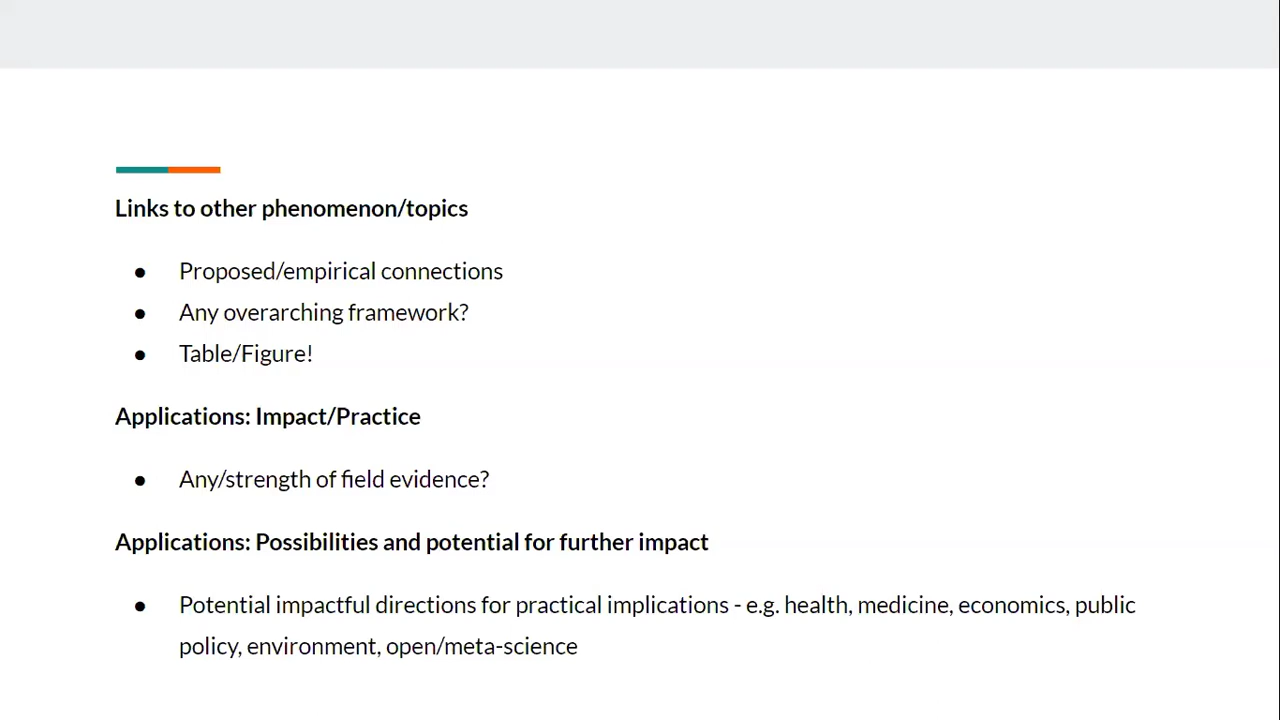 Links to other phenomenon/topics
● Proposed/empirical connections
● Any overarching framework?
● Table/Figure!
Applications: Impact/Practice
● Any/strength of field evidence?
Applications: Possibilities and potential for further impact
● Potential impactful directions for practical implications - e.g. health, medicine, economics, public
policy, environment, open/meta-science